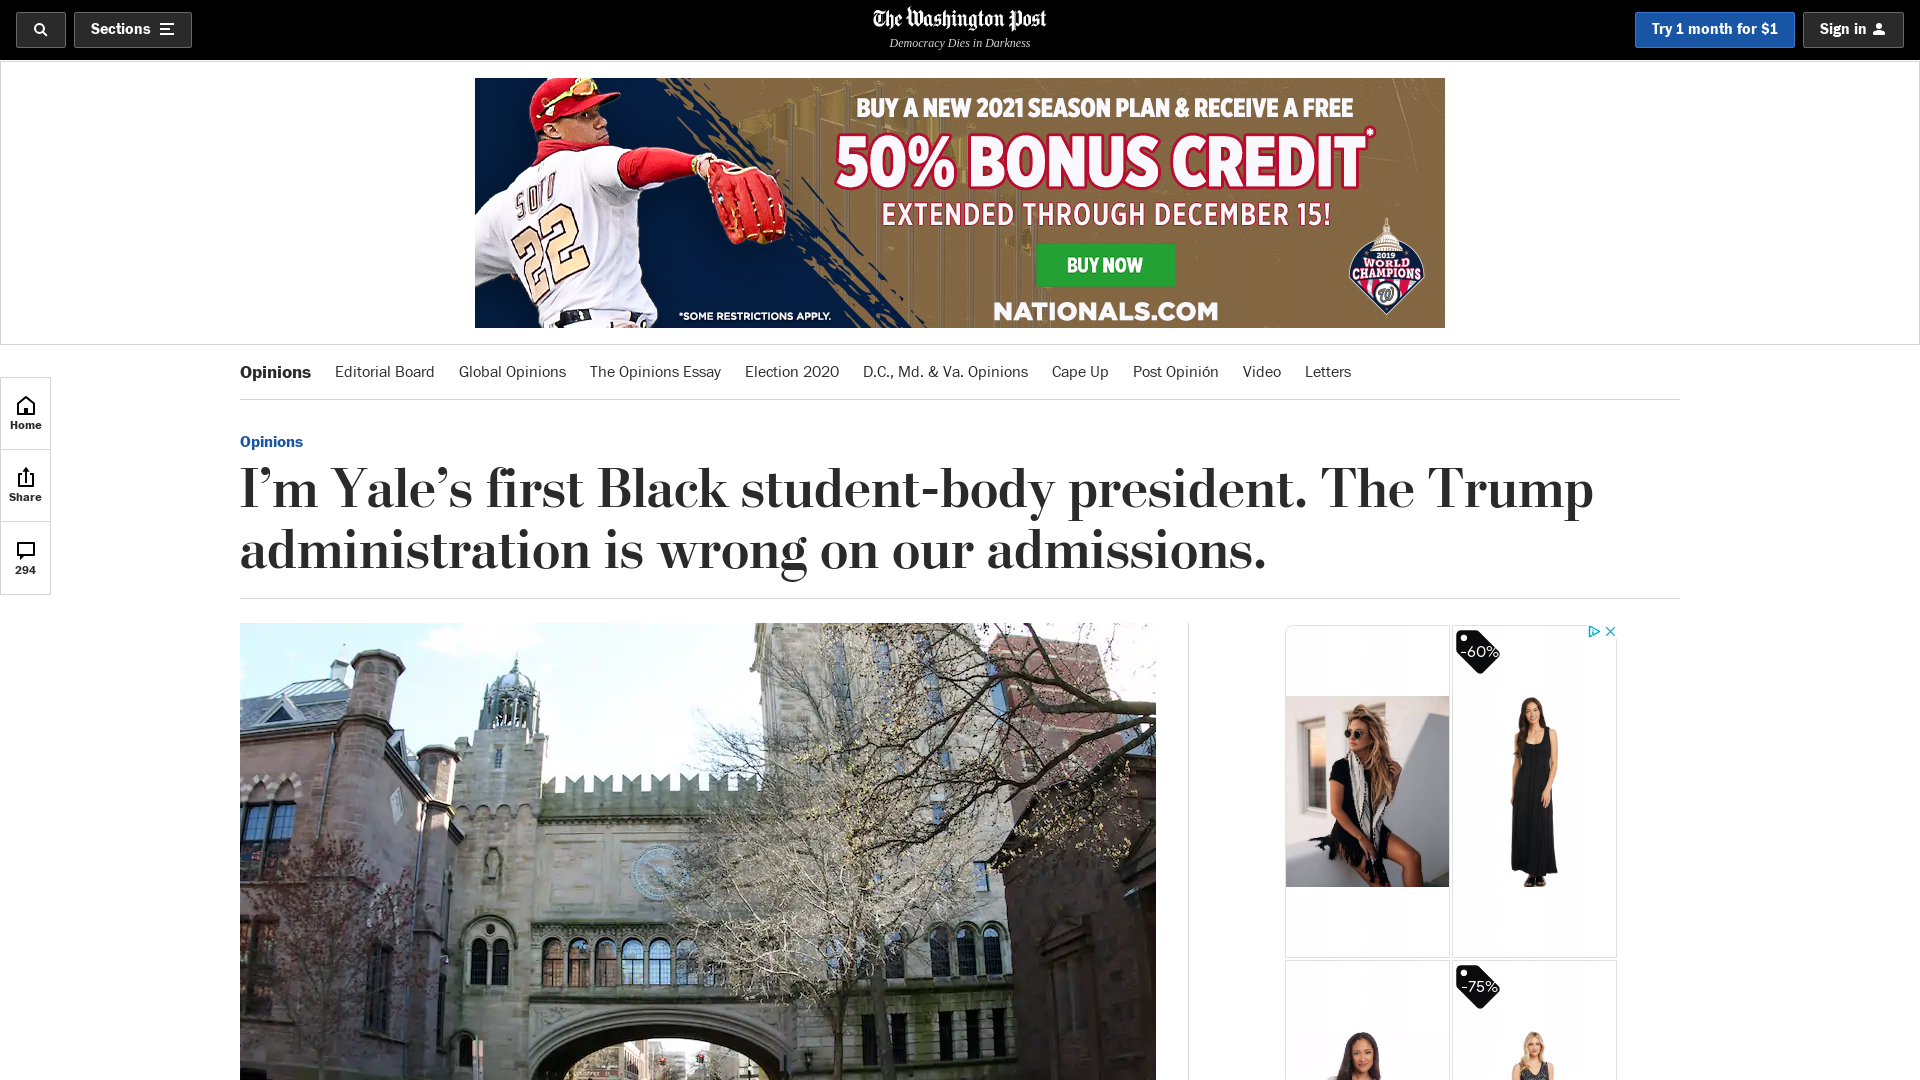 Sections
The Washington Post
Democracy Dies in Darkness
Try 1 month for $1
Sign in
SOTO
22
BUY A NEW 2021 SEASON PLAN & RECEIVE A FREE
50% BONUS CREDIT*
EXTENDED THROUGH DECEMBER 15!
BUY NOW
2019
WORLD
CHAMPIONS
W
*SOME RESTRICTIONS APPLY.
NATIONALS.COM
Opinions
Editorial Board
Global Opinions
The Opinions Essay
Election 2020
D.C., Md. & Va. Opinions
Cape Up
Post Opinión
Video
Letters
Home
Share
294
Opinions
I’m Yale’s first Black student-body president. The Trump
administration is wrong on our admissions.
-60%
-75%